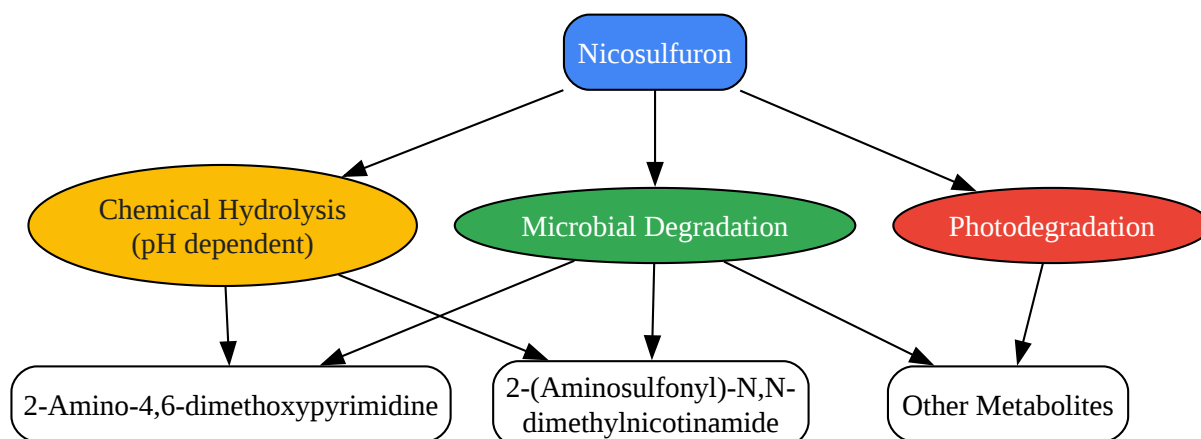 Nicosulfuron
Chemical Hydrolysis
(pH dependent)
Microbial Degradation
Photodegradation
2-Amino-4,6-dimethoxypyrimidine
2-(Aminosulfonyl)-N,N-
dimethylnicotinamide
Other Metabolites